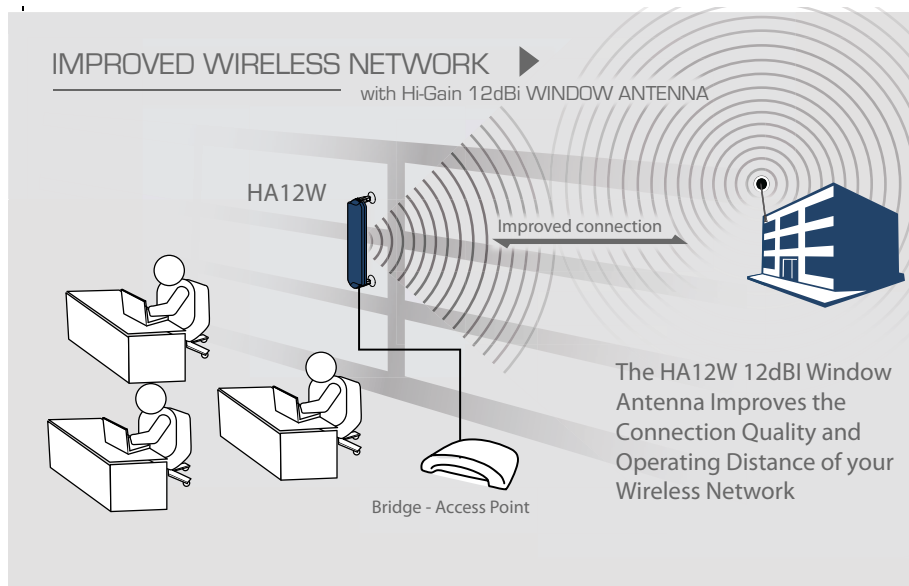 IMPROVED WIRELESS NETWORK
with Hi-Gain 12dBi WINDOW ANTENNA
HA12W
Improved connection
The HA12W 12dBI Window
Antenna Improves the
Connection Quality and
Operating Distance of your
Wireless Network
Bridge - Access Point